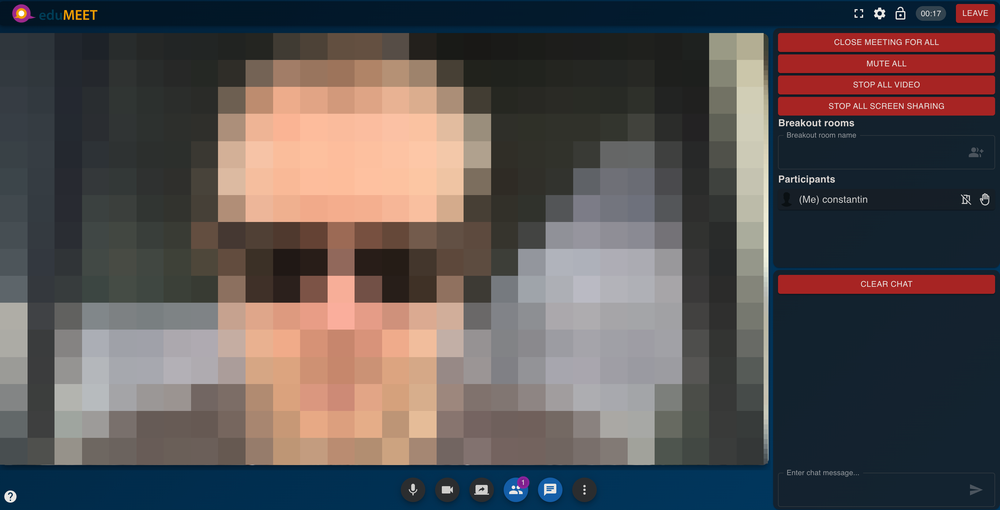 eduMEET
00:17
LEAVE
CLOSE MEETING FOR ALL
MUTE ALL
STOP ALL VIDEO
STOP ALL SCREEN SHARING
Breakout rooms
Breakout room name
Participants
(Me) constantin
CLEAR CHAT
Enter chat message...
1
?